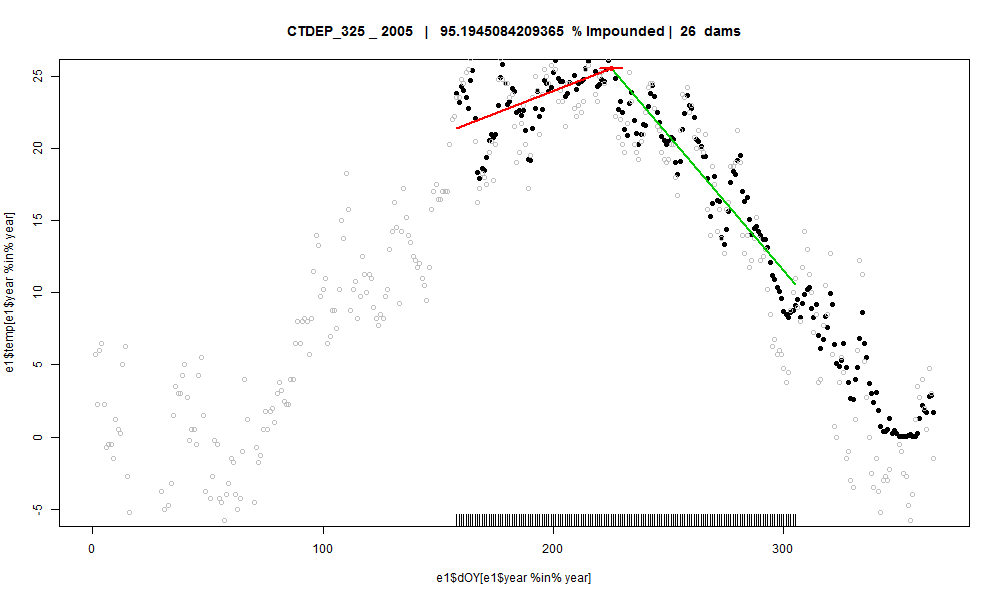 CTDEP_325 _ 2005 | 95.1945084209365 % Impounded | 26 dams
e1$temp[e1$year %in% year]
25
20
15
10
5
0
-5
0 100 200 300
e1$dOY[e1$year %in% year]